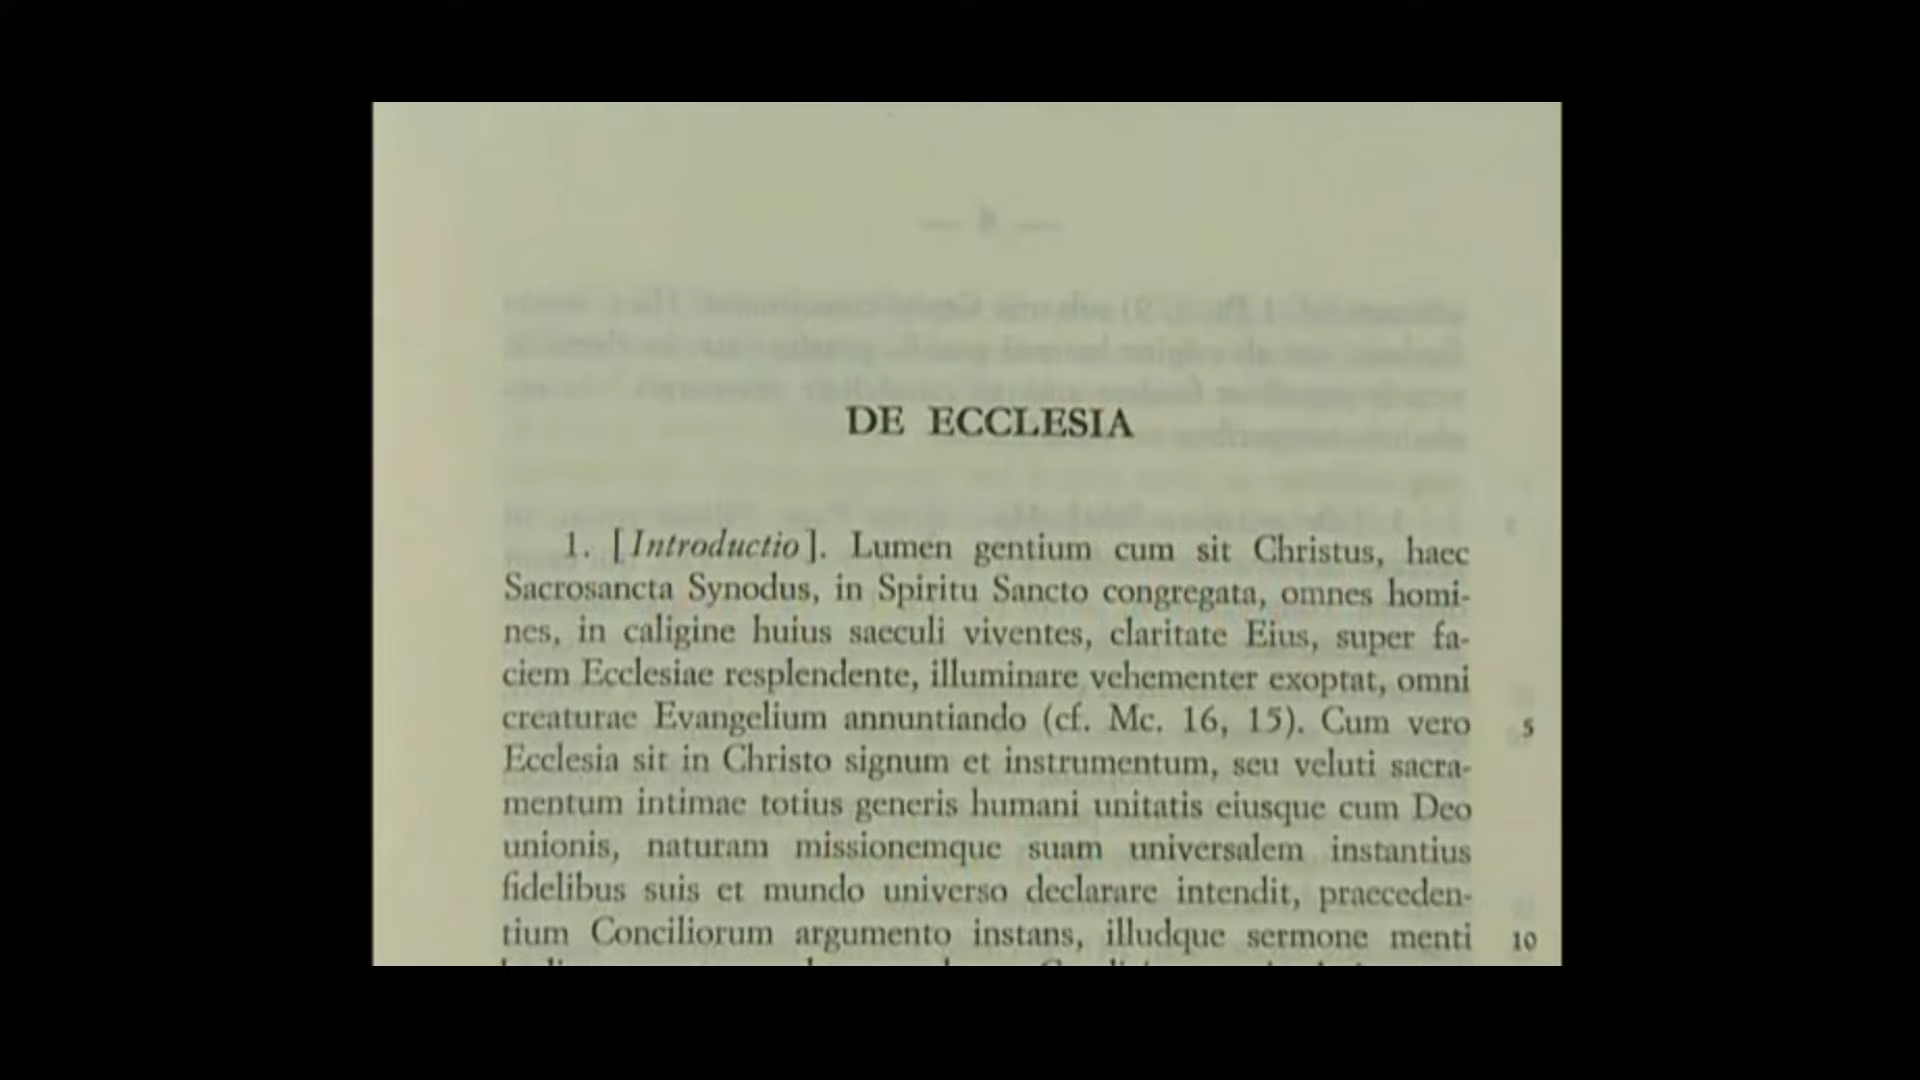 DE ECCLESIA
1. [Introductio]. Lumen gentium cum sit Christus, haec
Sacrosancta Synodus, in Spiritu Sancto congregata, omnes homi-
nes, in caligine huius saeculi viventes, claritate Eius, super fa-
ciem Ecclesiae resplendente, illuminare vehementer exoptat, omni
creaturae Evangelium annuntiando (cf. Mc. 16, 15). Cum vero 5
Ecclesia sit in Christo signum et instrumentum, seu veluti sacra-
mentum intimae totius generis humani unitatis eiusque cum Deo
unionis, naturam missionemque suam universalem instantius
fidelibus suis et mundo universo declarare intendit, praeceden-
tium Conciliorum argumento instans, illudque sermone menti 10